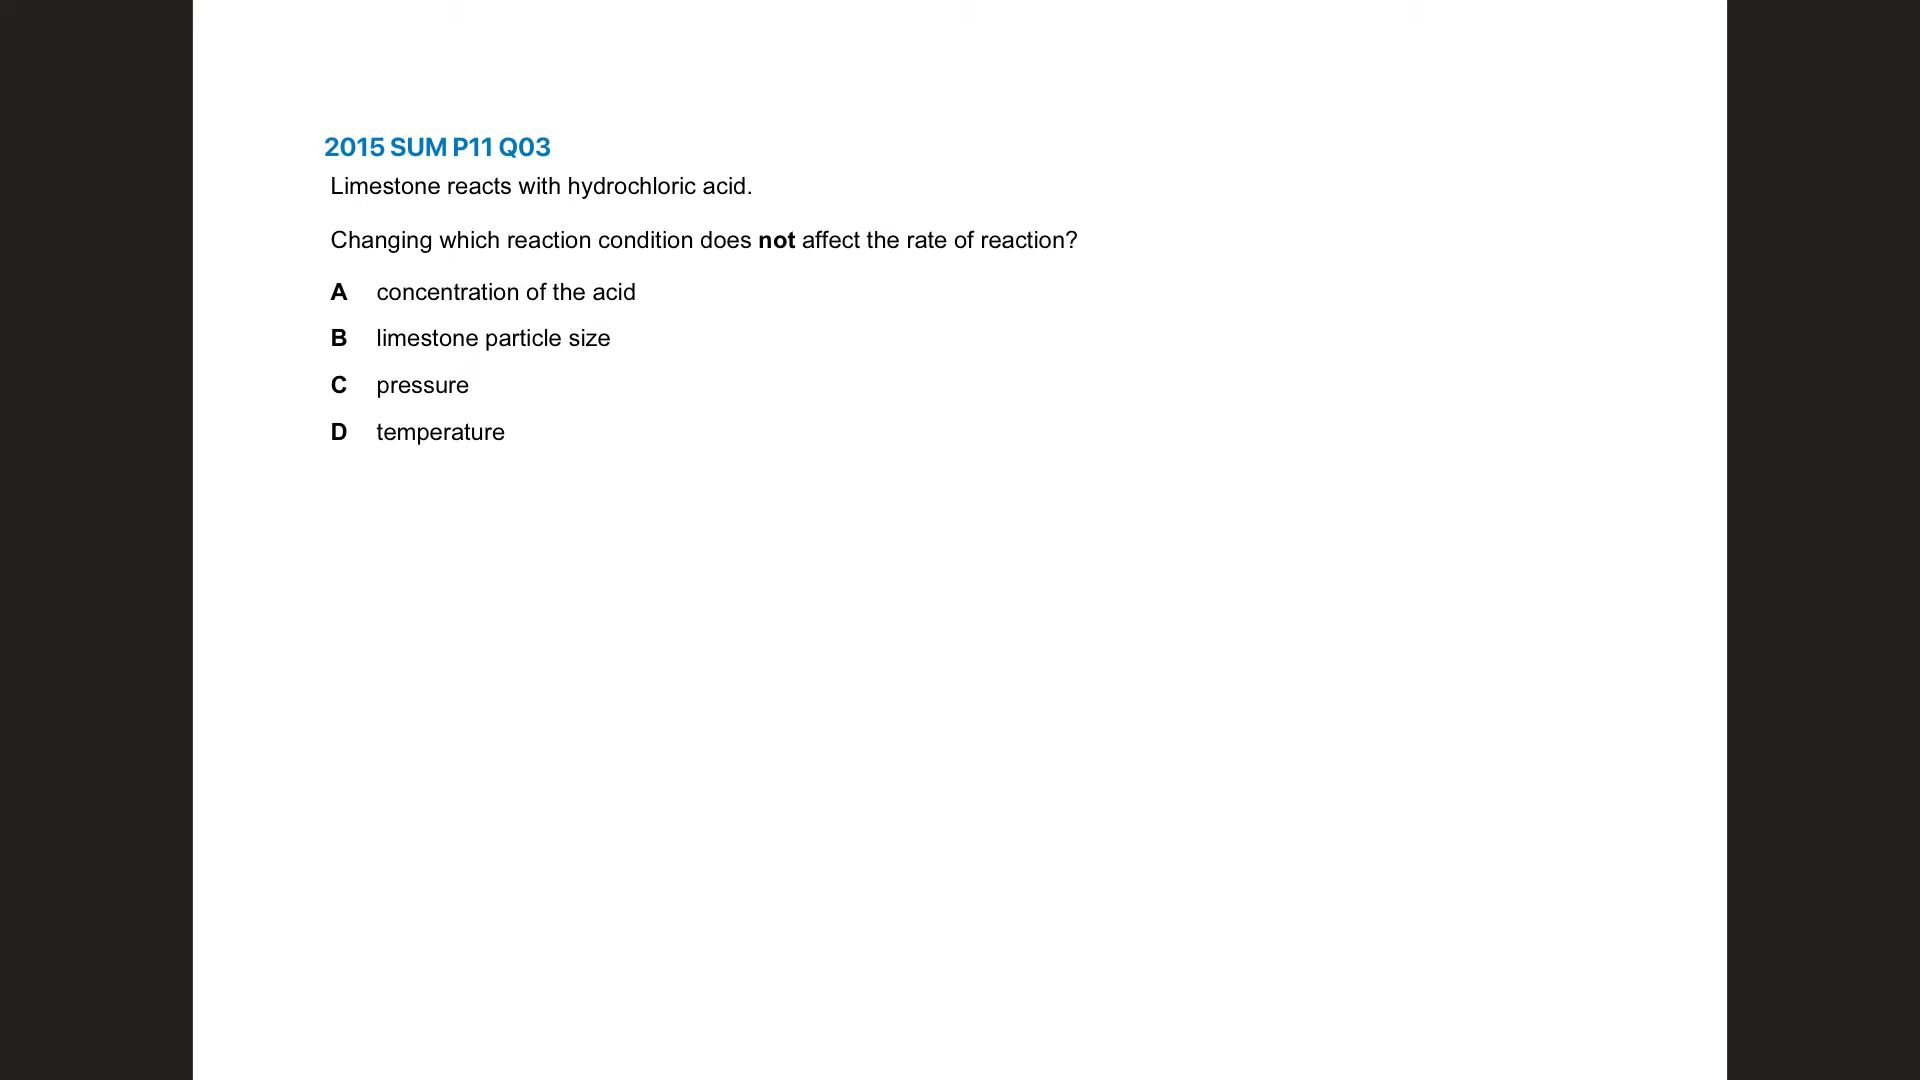 2015 SUM P11 Q03
Limestone reacts with hydrochloric acid.
Changing which reaction condition does not affect the rate of reaction?
A concentration of the acid
B limestone particle size
C pressure
D temperature